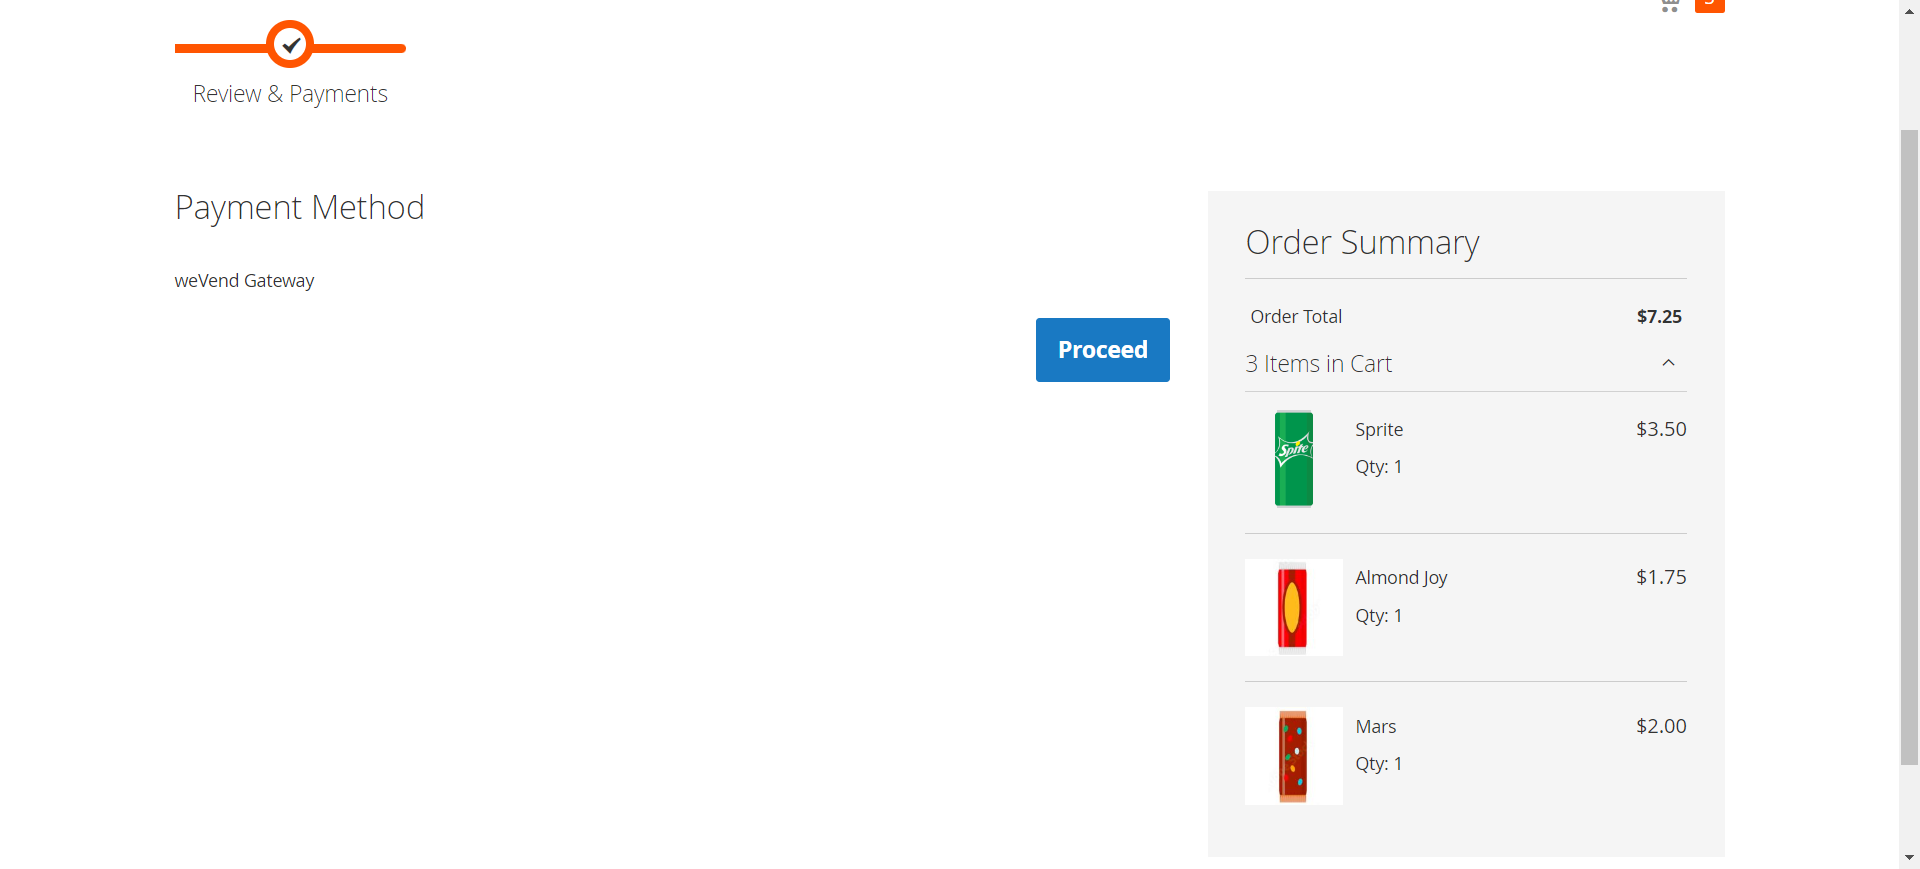 Review & Payments
Payment Method
weVend Gateway
Proceed
Order Summary
Order Total $7.25
3 Items in Cart
Sprite
Sprite $3.50
Qty: 1
Almond Joy $1.75
Qty: 1
Mars $2.00
Qty: 1